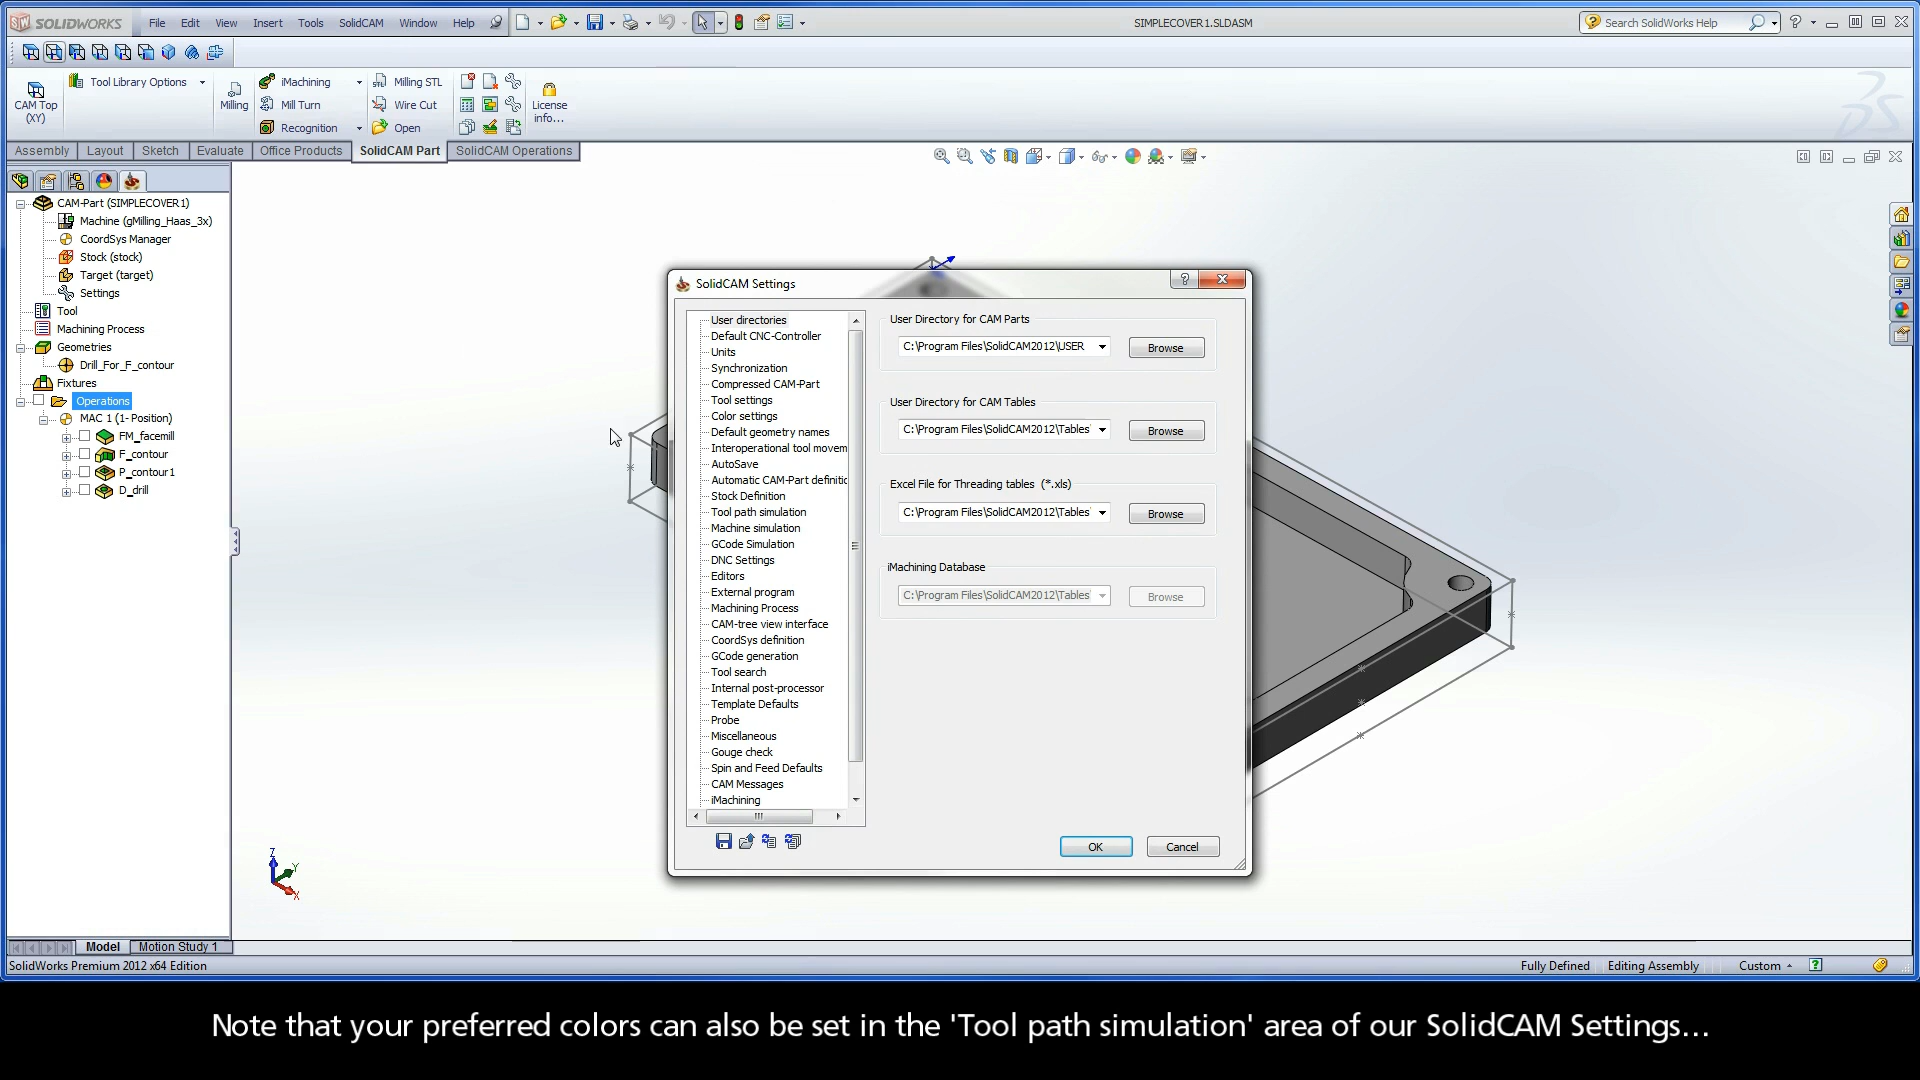 SOLIDWORKS File Edit View Insert Tools SolidCAM Window Help SIMPLECOVER1.SLDASM Search SolidWorks Help
CAM Top (XY)
Tool Library Options
Milling
iMachining
Mill Turn
Recognition
Milling STL
Wire Cut
Open
License info...
Assembly Layout Sketch Evaluate Office Products SolidCAM Part SolidCAM Operations
CAM-Part (SIMPLECOVER1)
Machine (gMilling_Haas_3x)
CoordSys Manager
Stock (stock)
Target (target)
Settings
Tool
Machining Process
Geometries
Drill_For_F_contour
Fixtures
Operations
MAC 1 (1- Position)
FM_facemill
F_contour
P_contour1
D_drill
SolidCAM Settings
User directories
Default CNC-Controller
Units
Synchronization
Compressed CAM-Part
Tool settings
Color settings
Default geometry names
Interoperational tool movem
AutoSave
Automatic CAM-Part definitic
Stock Definition
Tool path simulation
Machine simulation
GCode Simulation
DNC Settings
Editors
External program
Machining Process
CAM-tree view interface
CoordSys definition
GCode generation
Tool search
Internal post-processor
Template Defaults
Probe
Miscellaneous
Gouge check
Spin and Feed Defaults
CAM Messages
iMachining
User Directory for CAM Parts
C:\Program Files\SolidCAM2012\USER Browse
User Directory for CAM Tables
C:\Program Files\SolidCAM2012\Tables Browse
Excel File for Threading tables (*.xls)
C:\Program Files\SolidCAM2012\Tables Browse
iMachining Database
C:\Program Files\SolidCAM2012\Tables Browse
OK Cancel
Z
Y
X
Model Motion Study 1
SolidWorks Premium 2012 x64 Edition Fully Defined Editing Assembly Custom
Note that your preferred colors can also be set in the 'Tool path simulation' area of our SolidCAM Settings...